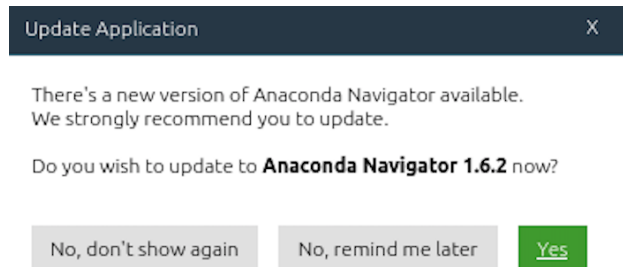 Update Application X
There's a new version of Anaconda Navigator available.
We strongly recommend you to update.
Do you wish to update to Anaconda Navigator 1.6.2 now?
No, don't show again No, remind me later Yes